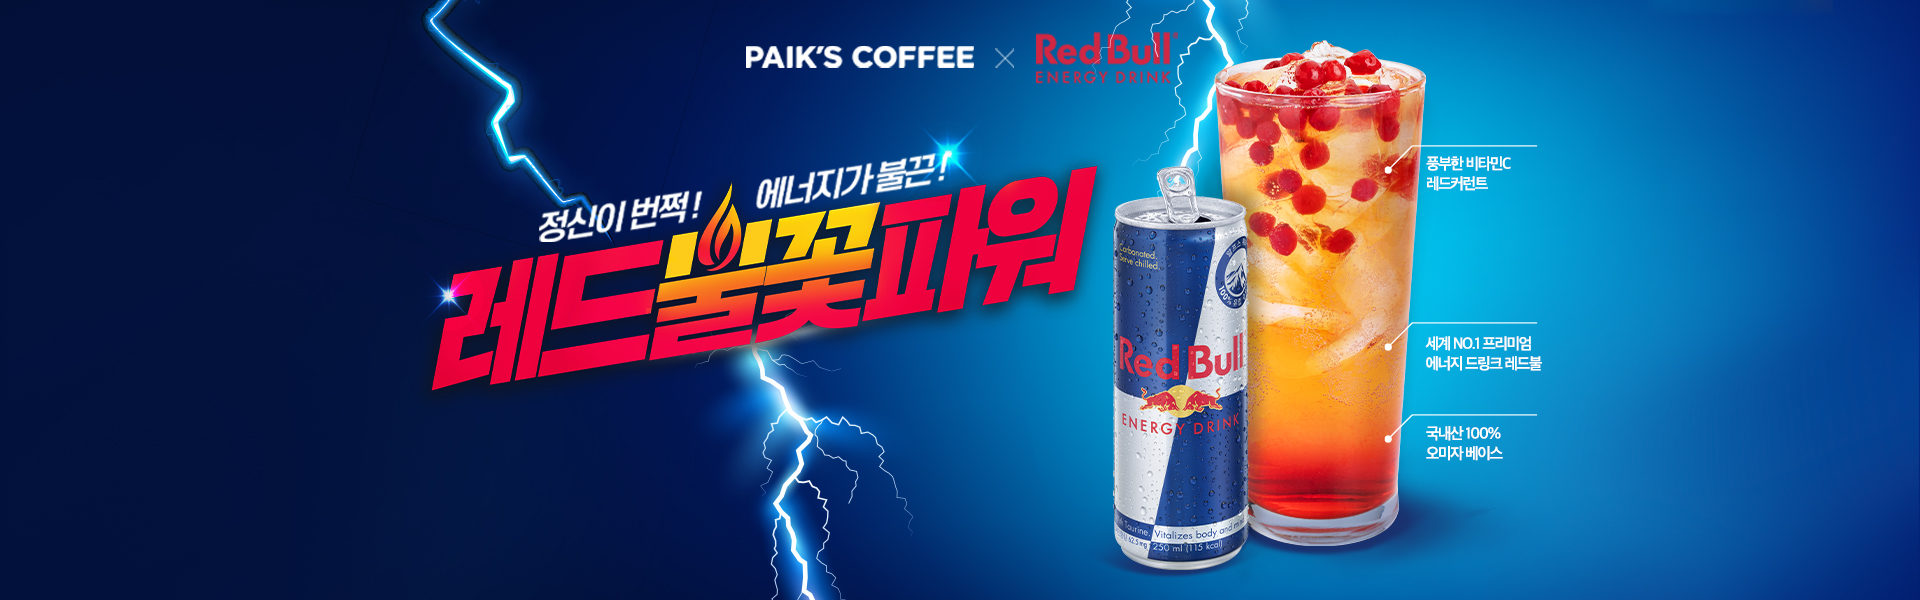 PAIK'S COFFEE × Red Bull
ENERGY DRINK
정신이 번쩍! 에너지가 불끈!
레드불꽃파워
풍부한 비타민C
레드커런트
세계 NO.1 프리미엄
에너지 드링크 레드불
국내산 100%
오미자 베이스
Carbonated.
Serve chilled.
100%
Red Bull
ENERGY DRINK
Taurine. Vitalizes body and
62.5mg 250 ml (115 kcal)